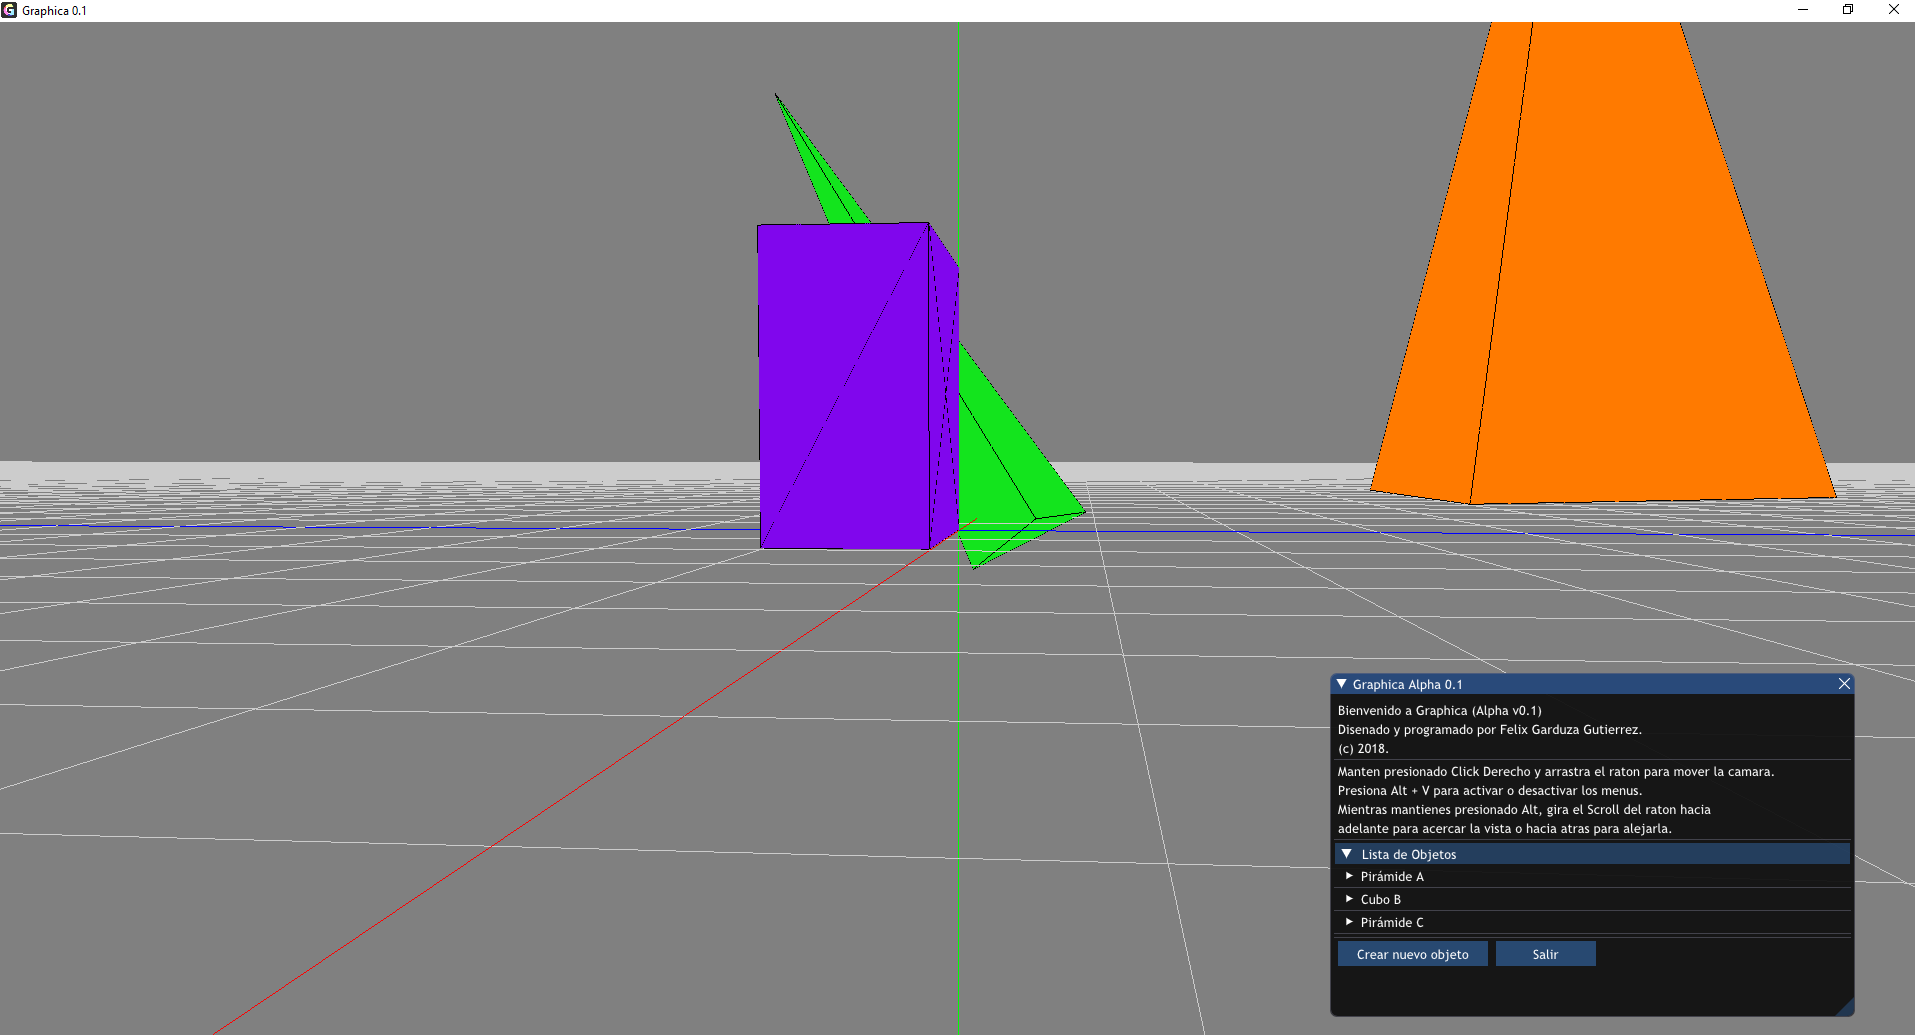 Graphica 0.1
Graphica Alpha 0.1
Bienvenido a Graphica (Alpha v0.1)
Disenado y programado por Felix Garduza Gutierrez.
(c) 2018.
Manten presionado Click Derecho y arrastra el raton para mover la camara.
Presiona Alt + V para activar o desactivar los menus.
Mientras mantienes presionado Alt, gira el Scroll del raton hacia
adelante para acercar la vista o hacia atras para alejarla.
Lista de Objetos
Pirámide A
Cubo B
Pirámide C
Crear nuevo objeto
Salir